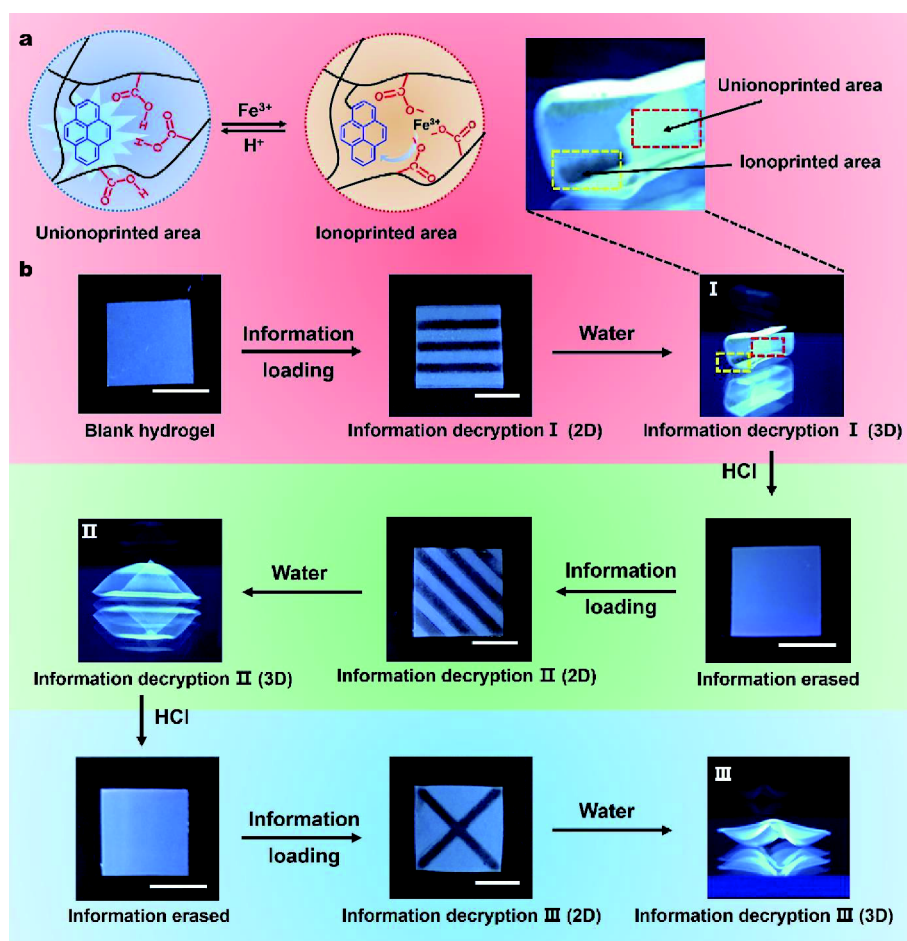 a
Fe³⁺
H⁺
Fe³⁺
O
O
H
O
O
H
O
O
H
O
O
O
O
O
O
Unionoprinted area
Ionoprinted area
Unionoprinted area
Ionoprinted area
b
Information
loading
Water
I
Blank hydrogel
Information decryption I (2D)
Information decryption I (3D)
HCl
II
Water
Information
loading
Information decryption II (3D)
Information decryption II (2D)
Information erased
HCl
Information
loading
Water
III
Information erased
Information decryption III (2D)
Information decryption III (3D)